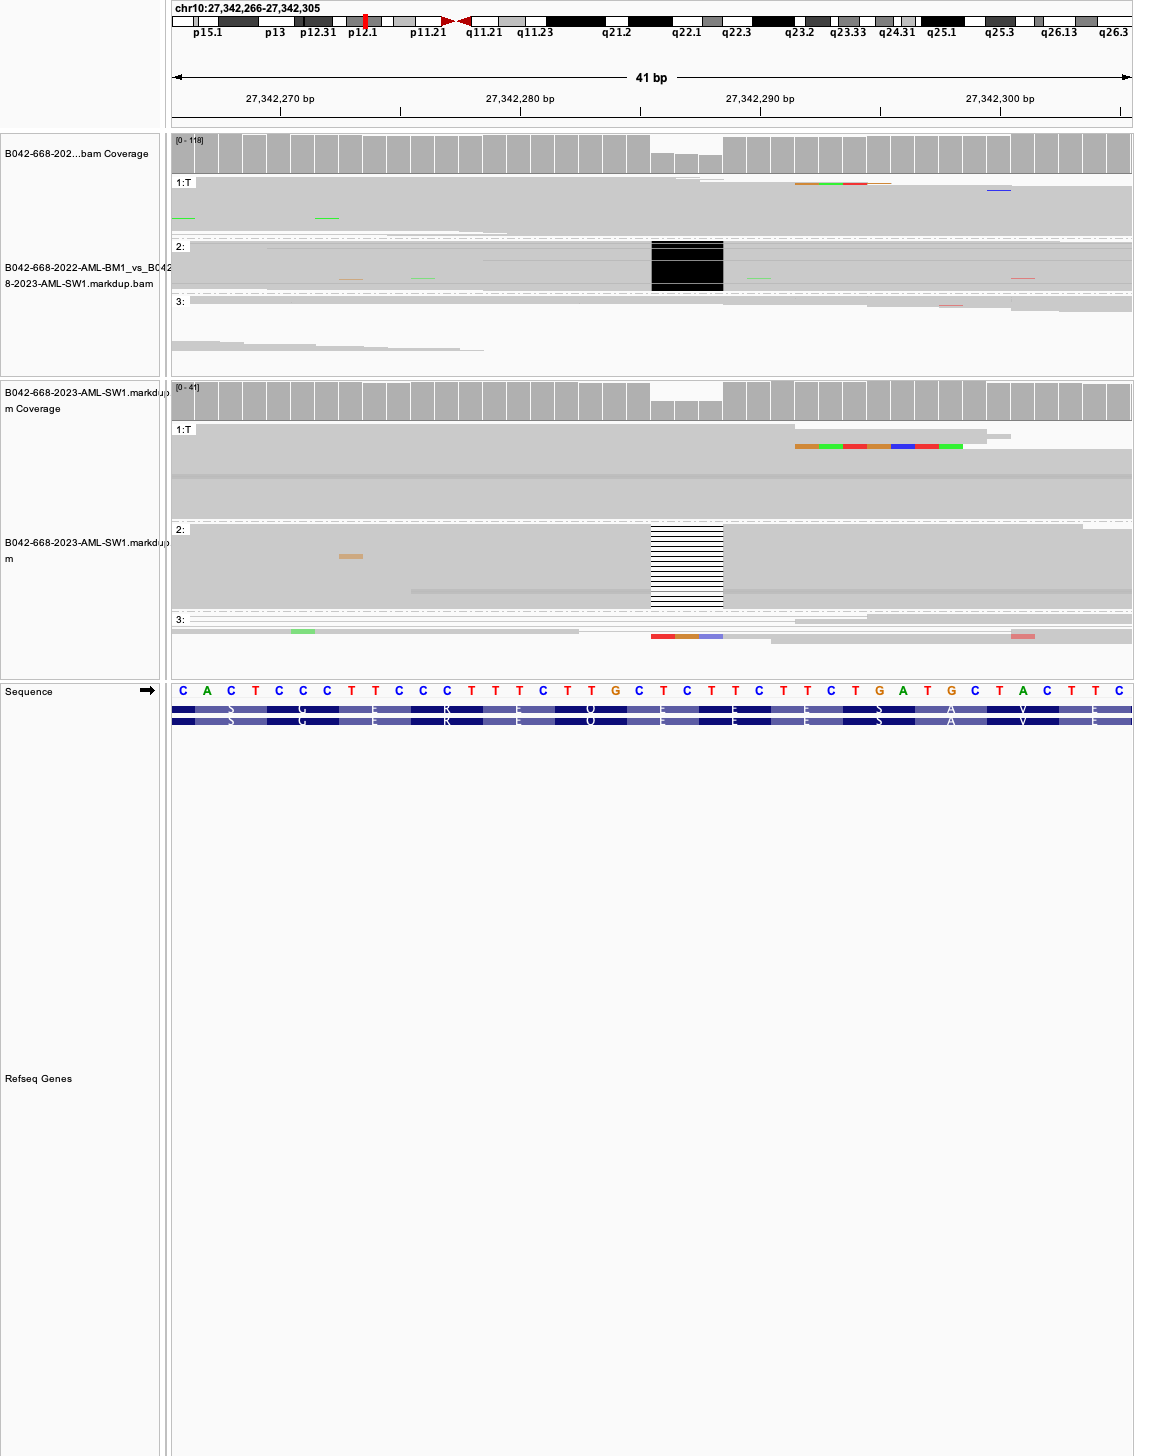 chr10:27,342,266-27,342,305
p15.1 p13 p12.31 p12.1 p11.21 q11.21 q11.23 q21.2 q22.1 q22.3 q23.2 q23.33 q24.31 q25.1 q25.3 q26.13 q26.3
41 bp
27,342,270 bp 27,342,280 bp 27,342,290 bp 27,342,300 bp
[0 - 118]
B042-668-202...bam Coverage
1:T
2:
B042-668-2022-AML-BM1_vs_B042
8-2023-AML-SW1.markdup.bam
3:
[0 - 41]
B042-668-2023-AML-SW1.markdup
m Coverage
1:T
2:
B042-668-2023-AML-SW1.markdup
m
3:
Sequence
C A C T C C C T T C C C T T T C T T G C T C T T C T T C T G A T G C T A C T T C
S G E R E Q E E E S A V E
S G E R E Q E E E S A V E
Refseq Genes